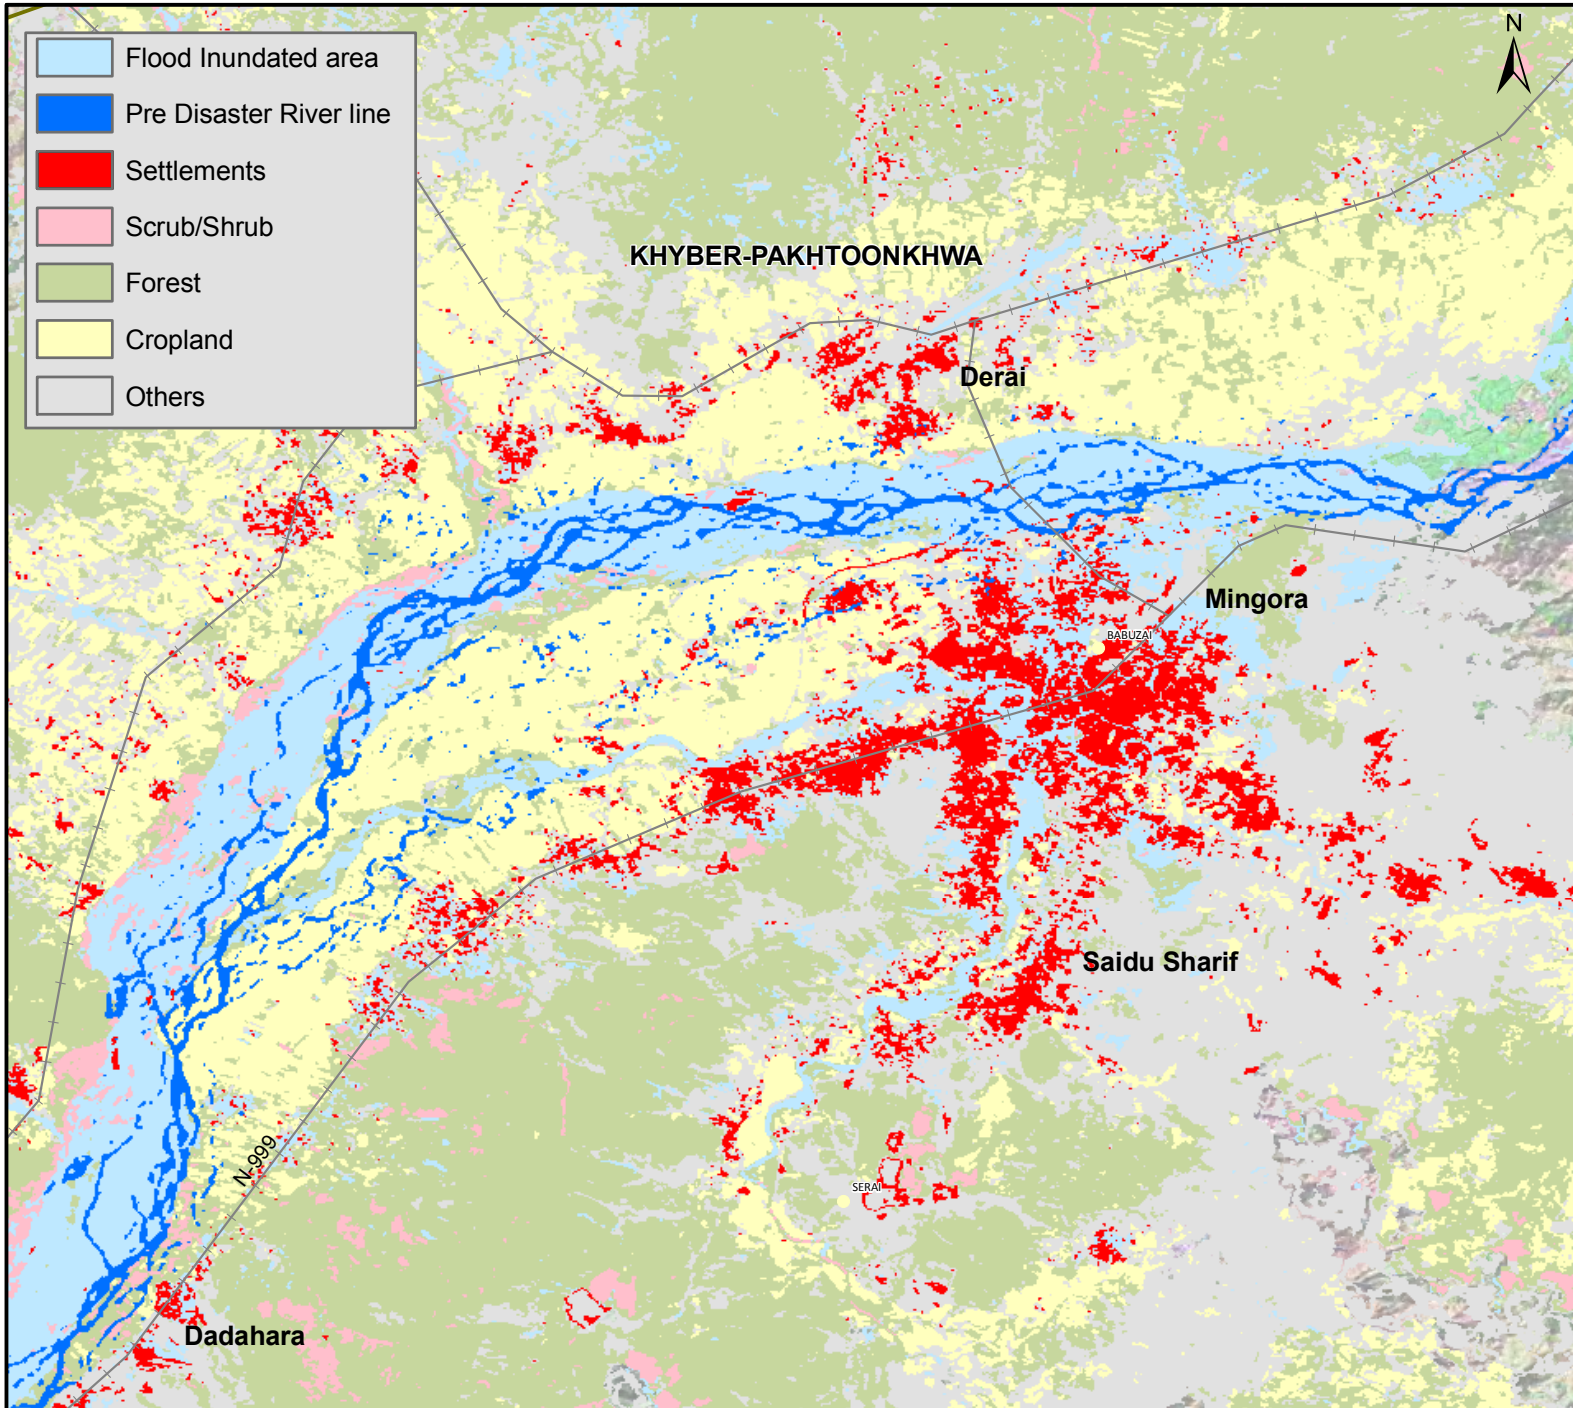 N
Flood Inundated area
Pre Disaster River line
Settlements
Scrub/Shrub
Forest
Cropland
Others
KHYBER-PAKHTOONKHWA
Derai
Mingora
BABUZAI
Saidu Sharif
N-999
SERAI
Dadahara